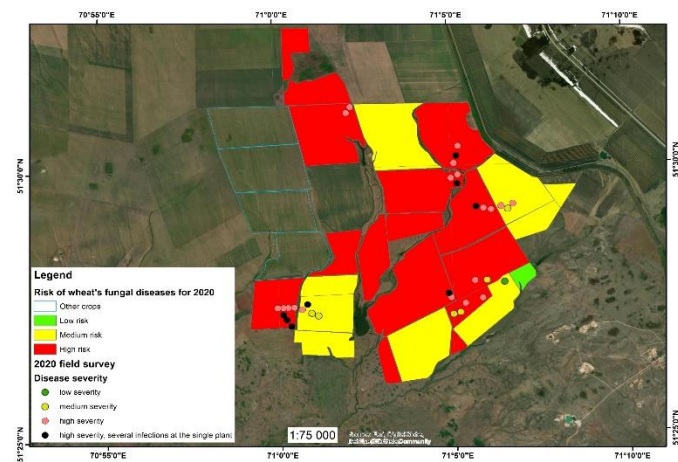 70°55'0"E 71°0'0"E 71°5'0"E 71°10'0"E
51°30'0"N 51°30'0"N
Legend
Risk of wheat's fungal diseases for 2020
Other crops
Low risk
Medium risk
High risk
2020 field survey
Disease severity
low severity
medium severity
high severity
high severity, several infections at the single plant
1:75 000
Community
51°25'0"N 51°25'0"N
70°55'0"E 71°0'0"E 71°5'0"E 71°10'0"E